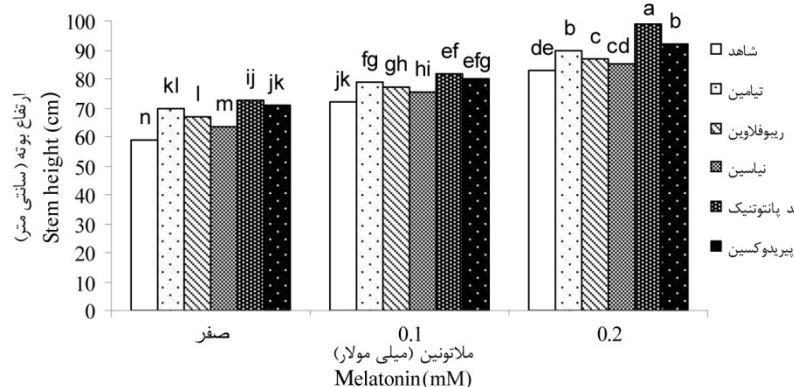 ارتفاع بوته (سانتی متر)
Stem height (cm)
100
90
80
70
60
50
40
30
20
10
0
n kl l m ij jk
jk fg gh hi ef efg
de b c cd a b
صفر 0.1 0.2
ملاتونین (میلی مولار)
Melatonin (mM)
شاهد
تیامین
ریبوفلاوین
نیاسین
پانتوتنیک
پیریدوکسین